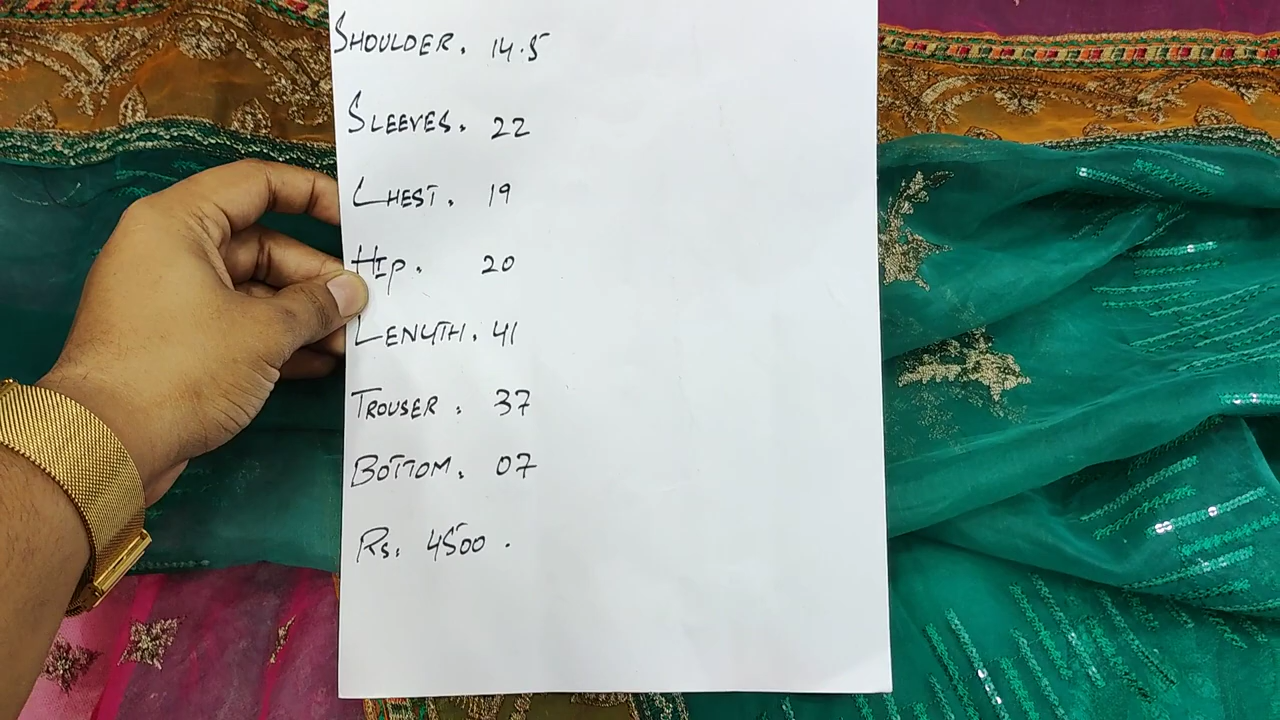 SHOULDER. 14.5
SLEEVES. 22
CHEST. 19
HIP. 20
LENGTH. 41
TROUSER. 37
BOTTOM. 07
Rs. 4500.